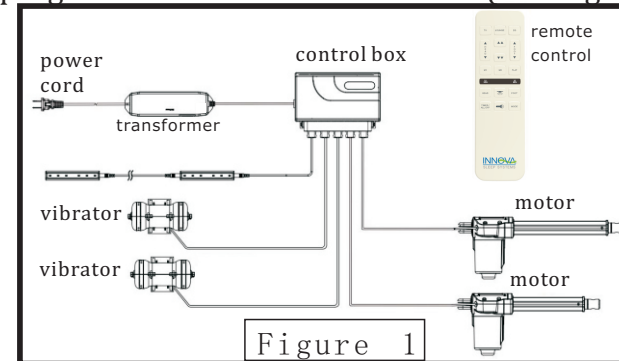 remote
control
control box
power
cord
transformer
INNOVA
vibrator
motor
vibrator
motor
Figure 1